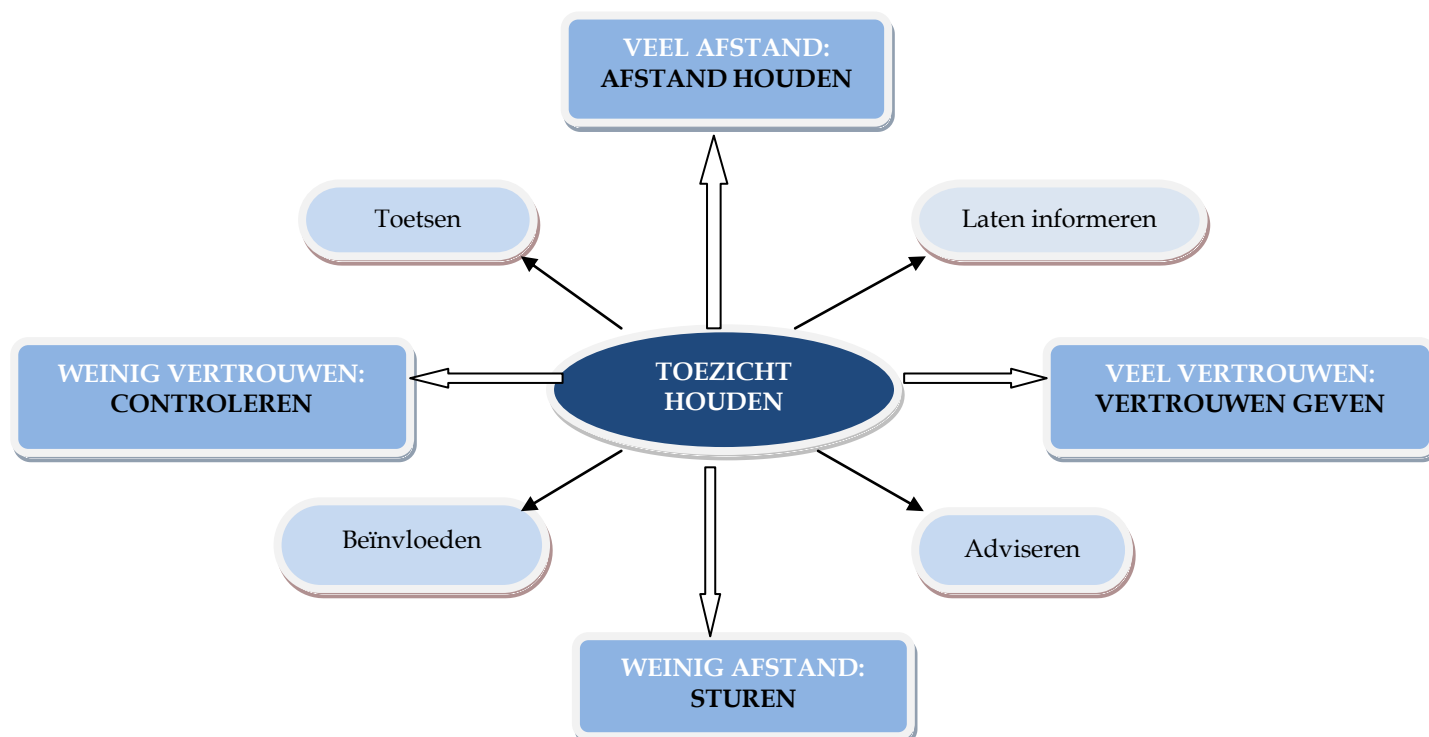 VEEL AFSTAND:
AFSTAND HOUDEN
Toetsen
Laten informeren
WEINIG VERTROUWEN:
CONTROLEREN
TOEZICHT
HOUDEN
VEEL VERTROUWEN:
VERTROUWEN GEVEN
Beïnvloeden
Adviseren
WEINIG AFSTAND:
STUREN